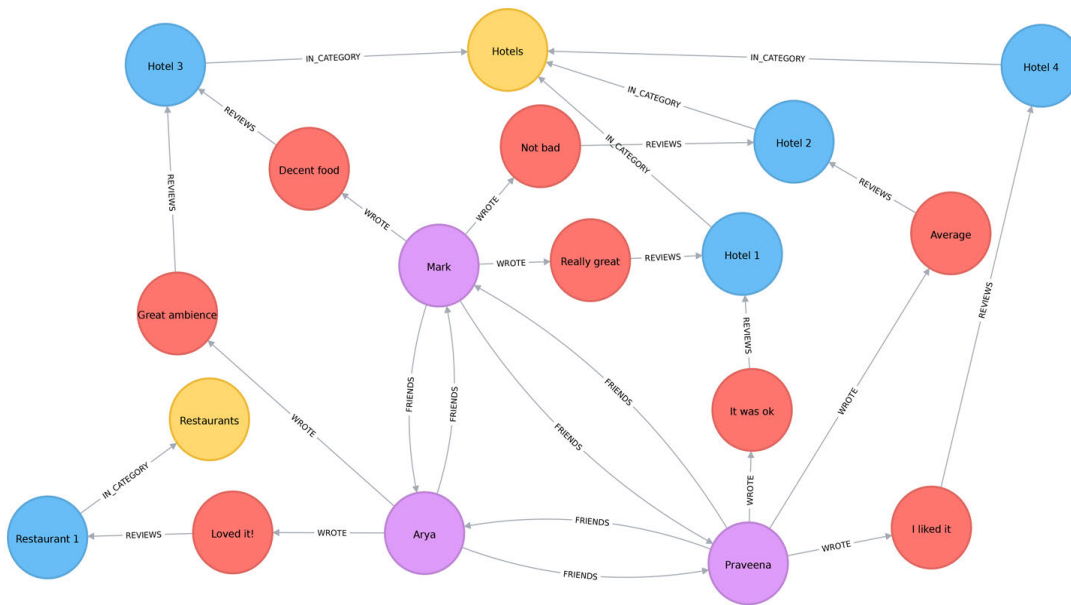 Hotel 3
IN_CATEGORY
Hotels
IN_CATEGORY
Hotel 4
REVIEWS
IN_CATEGORY
Not bad
REVIEWS
Hotel 2
IN_CATEGORY
Decent food
REVIEWS
REVIEWS
WROTE
WROTE
Average
Mark
WROTE
Really great
REVIEWS
Hotel 1
Great ambience
REVIEWS
REVIEWS
FRIENDS
FRIENDS
FRIENDS
WROTE
It was ok
Restaurants
WROTE
FRIENDS
IN_CATEGORY
WROTE
Restaurant 1
REVIEWS
Loved it!
WROTE
Arya
FRIENDS
I liked it
WROTE
Praveena
FRIENDS